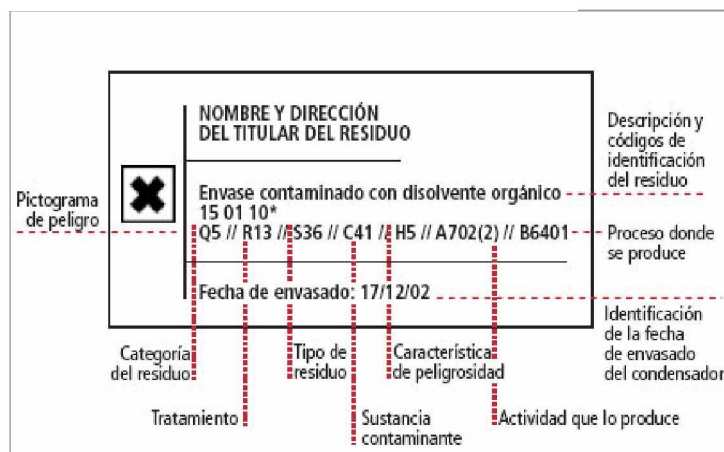 NOMBRE Y DIRECCIÓN
DEL TITULAR DEL RESIDUO
Descripción y
códigos de
identificación
del residuo
Pictograma
de peligro
Envase contaminado con disolvente orgánico
15 01 10*
Q5 // R13 // S36 // C41 // H5 // A702(2) // B6401
Proceso donde
se produce
Fecha de envasado: 17/12/02
Identificación
de la fecha
de envasado
del condensador
Categoría
del residuo
Tipo de
residuo
Característica
de peligrosidad
Tratamiento
Sustancia
contaminante
Actividad que lo produce